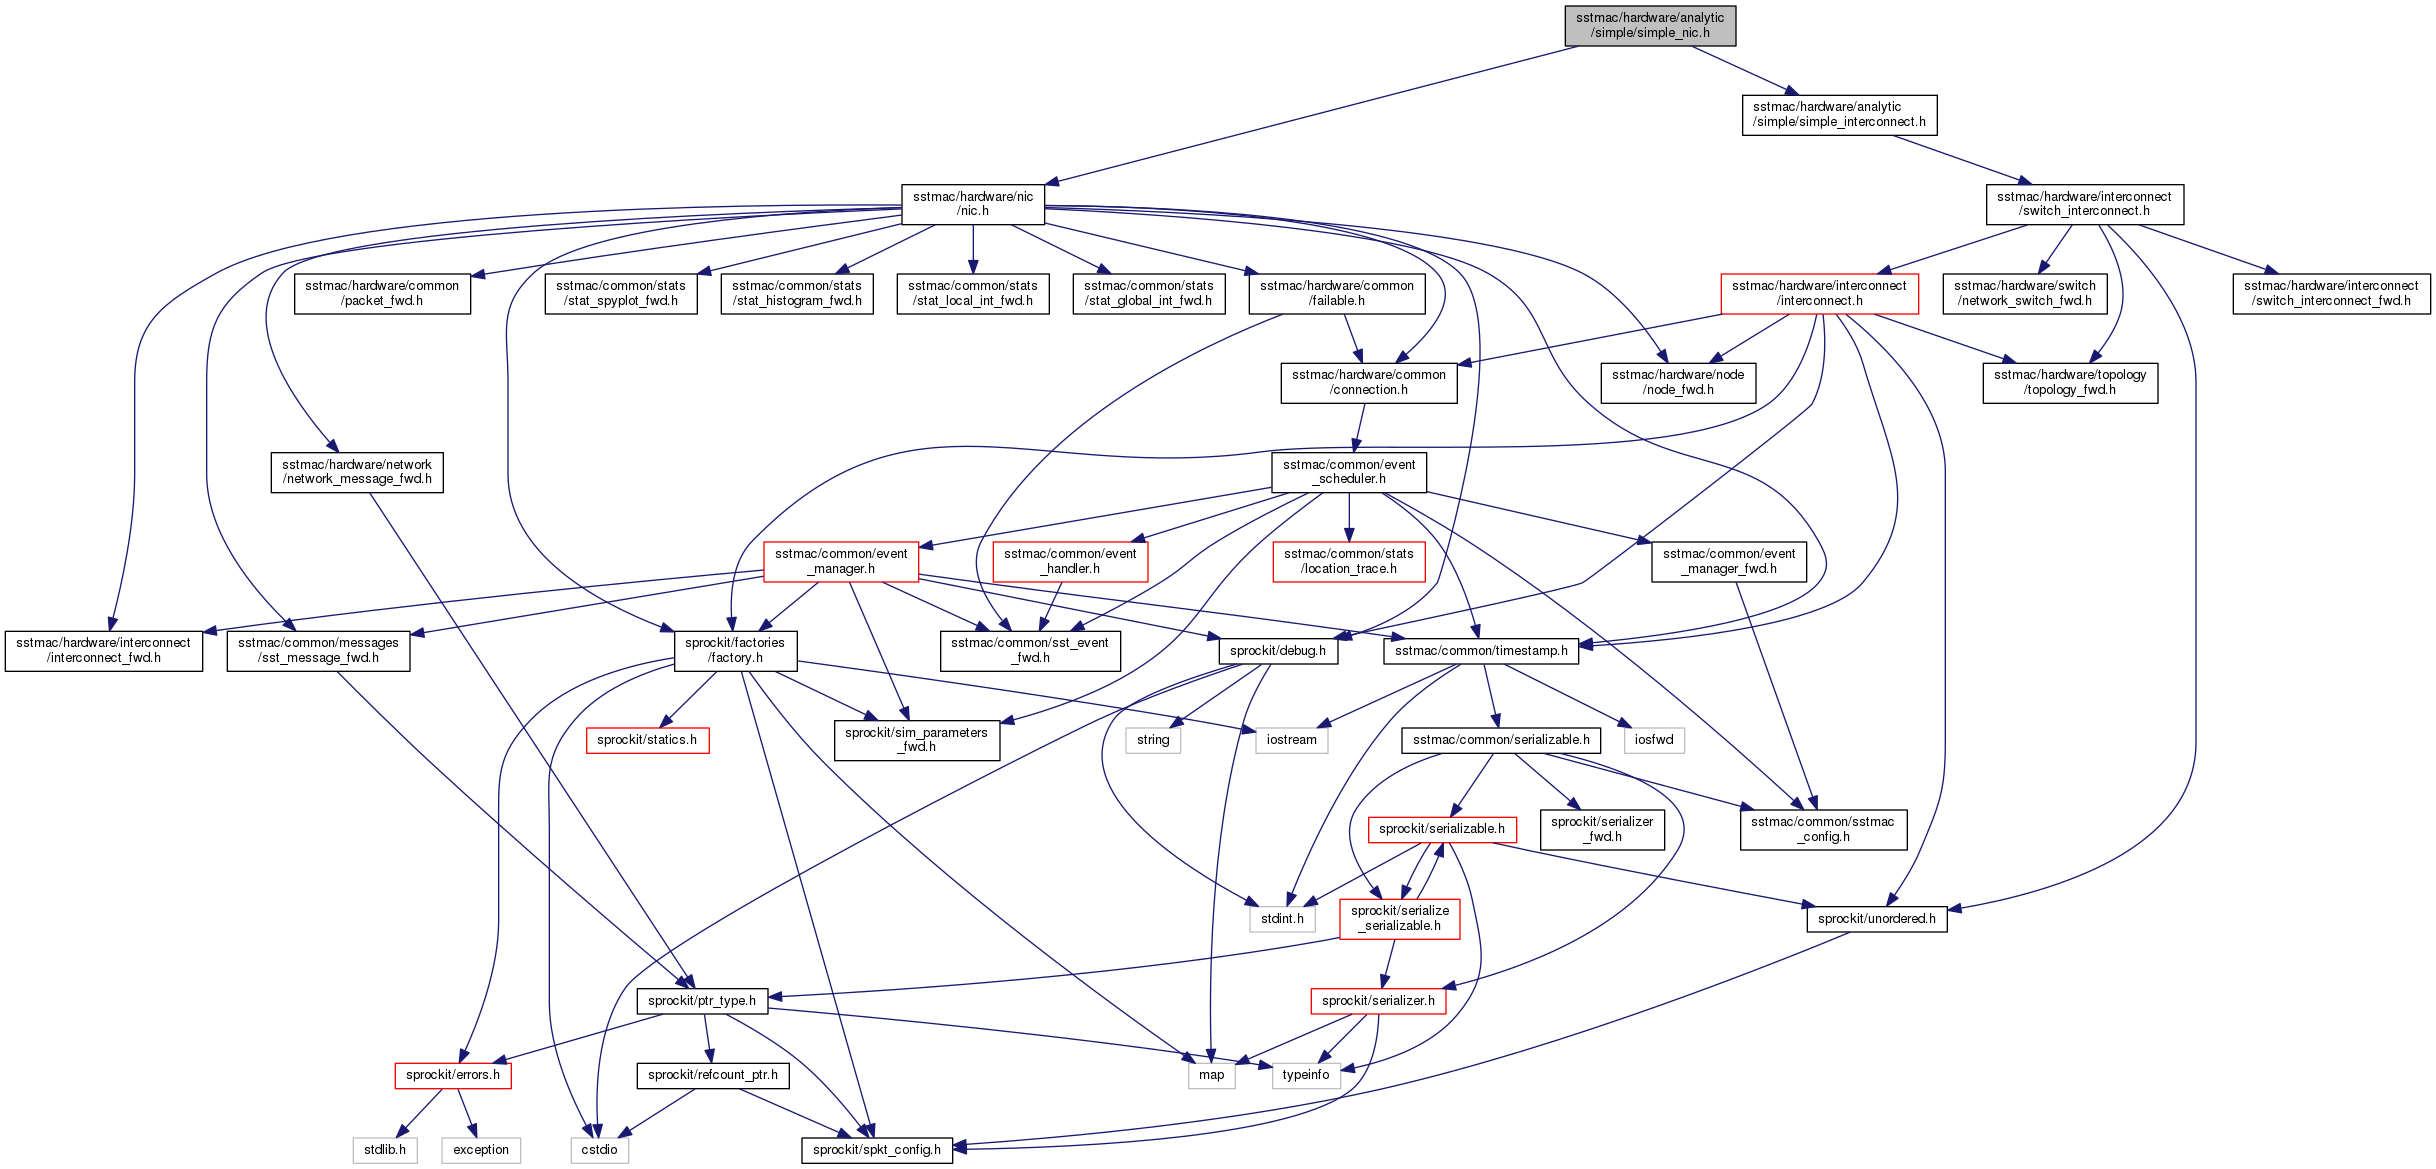 sstmac/hardware/analytic
/simple/simple_nic.h
sstmac/hardware/analytic
/simple/simple_interconnect.h
sstmac/hardware/nic
/nic.h
sstmac/hardware/interconnect
/switch_interconnect.h
sstmac/hardware/common
/packet_fwd.h
sstmac/common/stats
/stat_spyplot_fwd.h
sstmac/common/stats
/stat_histogram_fwd.h
sstmac/common/stats
/stat_local_int_fwd.h
sstmac/common/stats
/stat_global_int_fwd.h
sstmac/hardware/common
/failable.h
sstmac/hardware/interconnect
/interconnect.h
sstmac/hardware/switch
/network_switch_fwd.h
sstmac/hardware/interconnect
/switch_interconnect_fwd.h
sstmac/hardware/common
/connection.h
sstmac/hardware/node
/node_fwd.h
sstmac/hardware/topology
/topology_fwd.h
sstmac/hardware/network
/network_message_fwd.h
sstmac/common/event
_scheduler.h
sstmac/common/event
_manager.h
sstmac/common/event
_handler.h
sstmac/common/stats
/location_trace.h
sstmac/common/event
_manager_fwd.h
sstmac/hardware/interconnect
/interconnect_fwd.h
sstmac/common/messages
/sst_message_fwd.h
sprockit/factories
/factory.h
sstmac/common/sst_event
_fwd.h
sprockit/debug.h
sstmac/common/timestamp.h
sprockit/statics.h
sprockit/sim_parameters
_fwd.h
string
iostream
sstmac/common/serializable.h
iosfwd
sprockit/serializable.h
sprockit/serializer
_fwd.h
sstmac/common/sstmac
_config.h
stdint.h
sprockit/serialize
_serializable.h
sprockit/unordered.h
sprockit/ptr_type.h
sprockit/serializer.h
sprockit/errors.h
sprockit/refcount_ptr.h
map
typeinfo
stdlib.h
exception
cstdio
sprockit/spkt_config.h